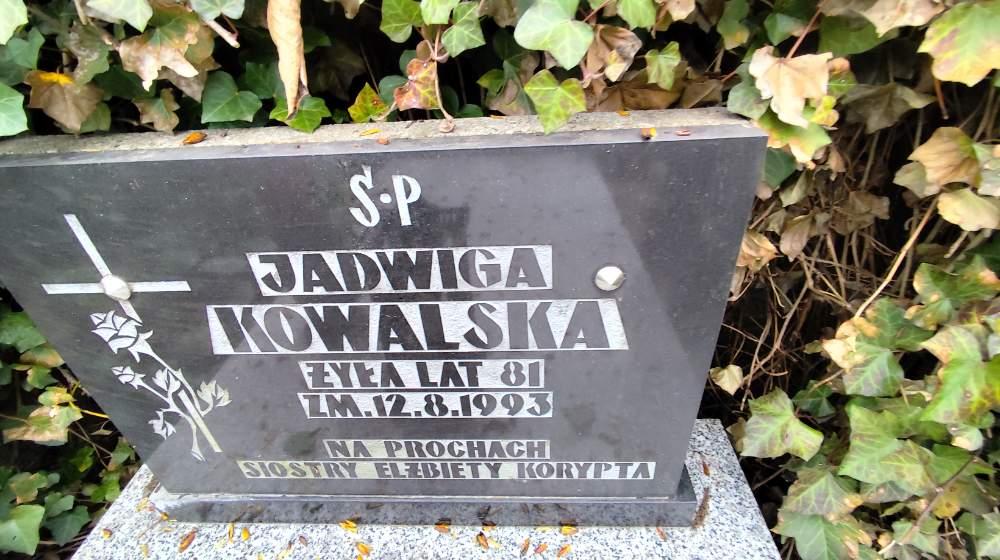 Ś·P
JADWIGA
KOWALSKA
ŻYŁA LAT 81
ZM.12.8.1993
NA PROCHACH
SIOSTRY ELŻBIETY KORYPTA